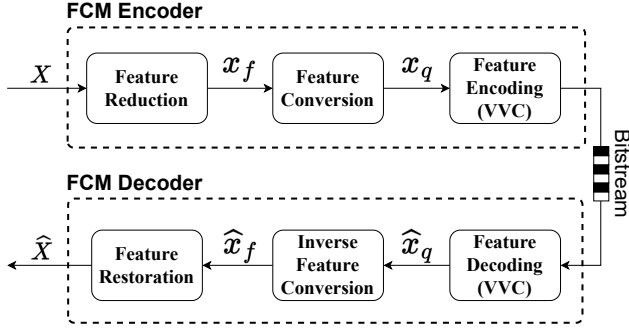 FCM Encoder
X
Feature
Reduction
x_f
Feature
Conversion
x_q
Feature
Encoding
(VVC)
Bitstream
FCM Decoder
X̂
Feature
Restoration
x̂_f
Inverse
Feature
Conversion
x̂_q
Feature
Decoding
(VVC)